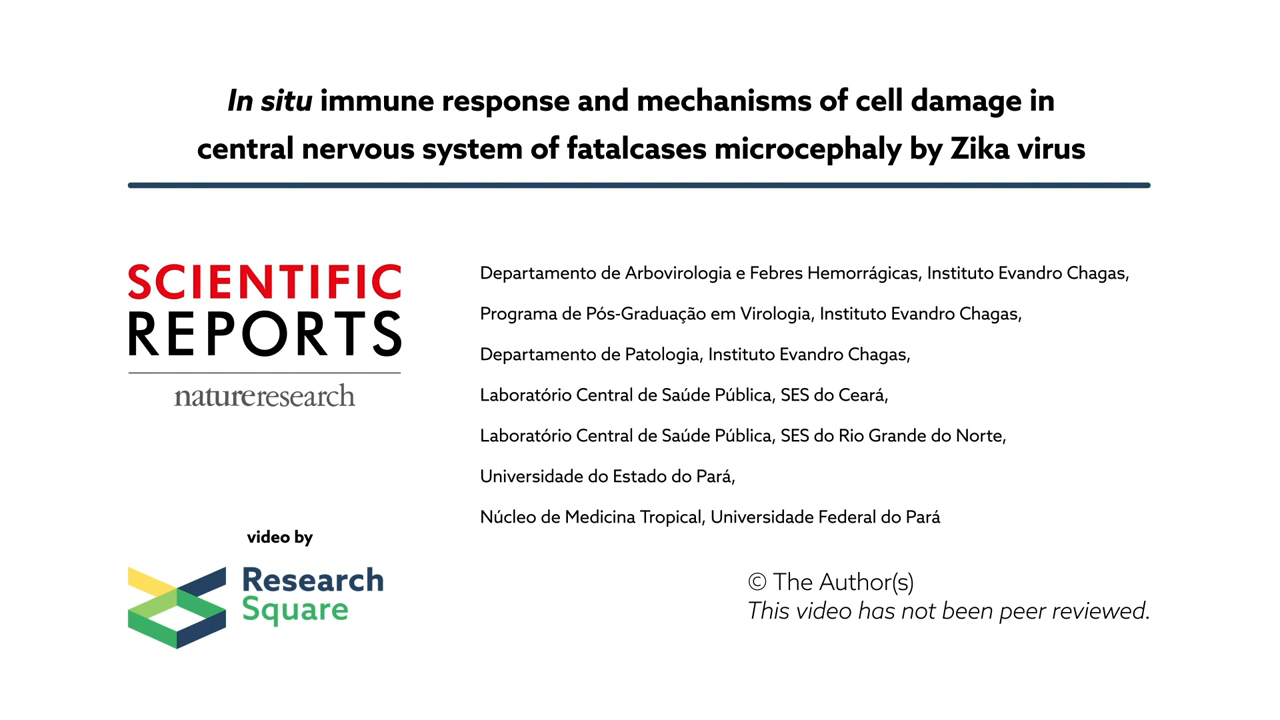 In situ immune response and mechanisms of cell damage in
central nervous system of fatalcases microcephaly by Zika virus
SCIENTIFIC
REPORTS
natureresearch
Departamento de Arbovirologia e Febres Hemorrágicas, Instituto Evandro Chagas,
Programa de Pós-Graduação em Virologia, Instituto Evandro Chagas,
Departamento de Patologia, Instituto Evandro Chagas,
Laboratório Central de Saúde Pública, SES do Ceará,
Laboratório Central de Saúde Pública, SES do Rio Grande do Norte,
Universidade do Estado do Pará,
Núcleo de Medicina Tropical, Universidade Federal do Pará
video by
Research
Square
© The Author(s)
This video has not been peer reviewed.